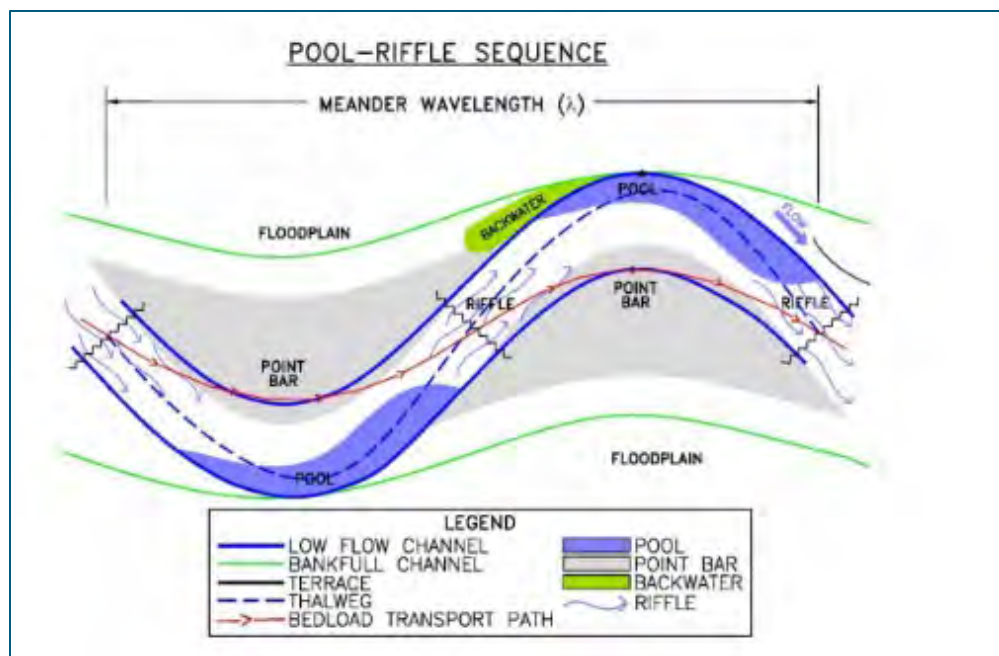 POOL-RIFFLE SEQUENCE
MEANDER WAVELENGTH (λ)
POOL
BACKWATER
FLOW
FLOODPLAIN
RIFFLE
POINT
BAR
RIFFLE
POINT
BAR
POOL
FLOODPLAIN
LEGEND
LOW FLOW CHANNEL
BANKFULL CHANNEL
TERRACE
THALWEG
BEDLOAD TRANSPORT PATH
POOL
POINT BAR
BACKWATER
RIFFLE